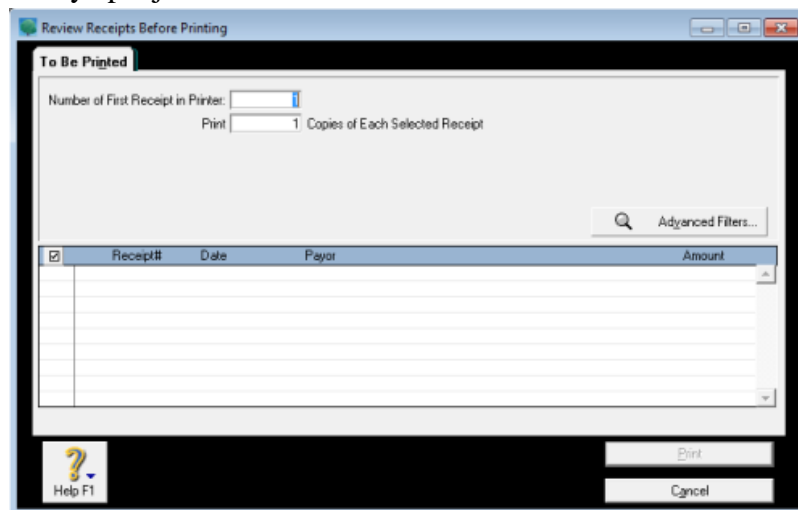 Review Receipts Before Printing
To Be Printed
Number of First Receipt in Printer: 1
Print 1 Copies of Each Selected Receipt
Advanced Filters...
Receipt# Date Payor Amount
Print
Help F1
Cancel